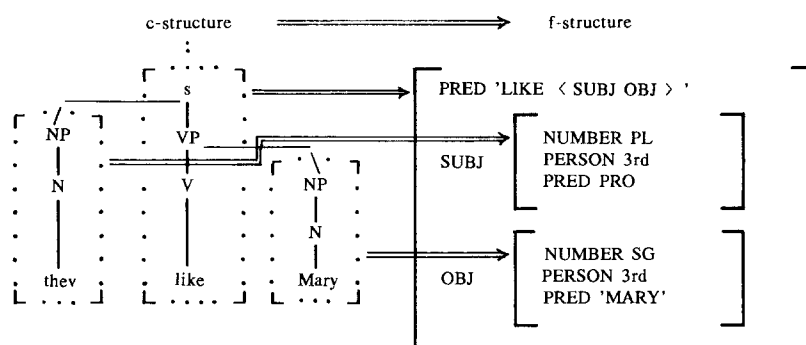 c-structure f-structure
s PRED 'LIKE < SUBJ OBJ > '
NP VP NUMBER PL
SUBJ PERSON 3rd
N V NP PRED PRO
N NUMBER SG
thev like Mary OBJ PERSON 3rd
PRED 'MARY'